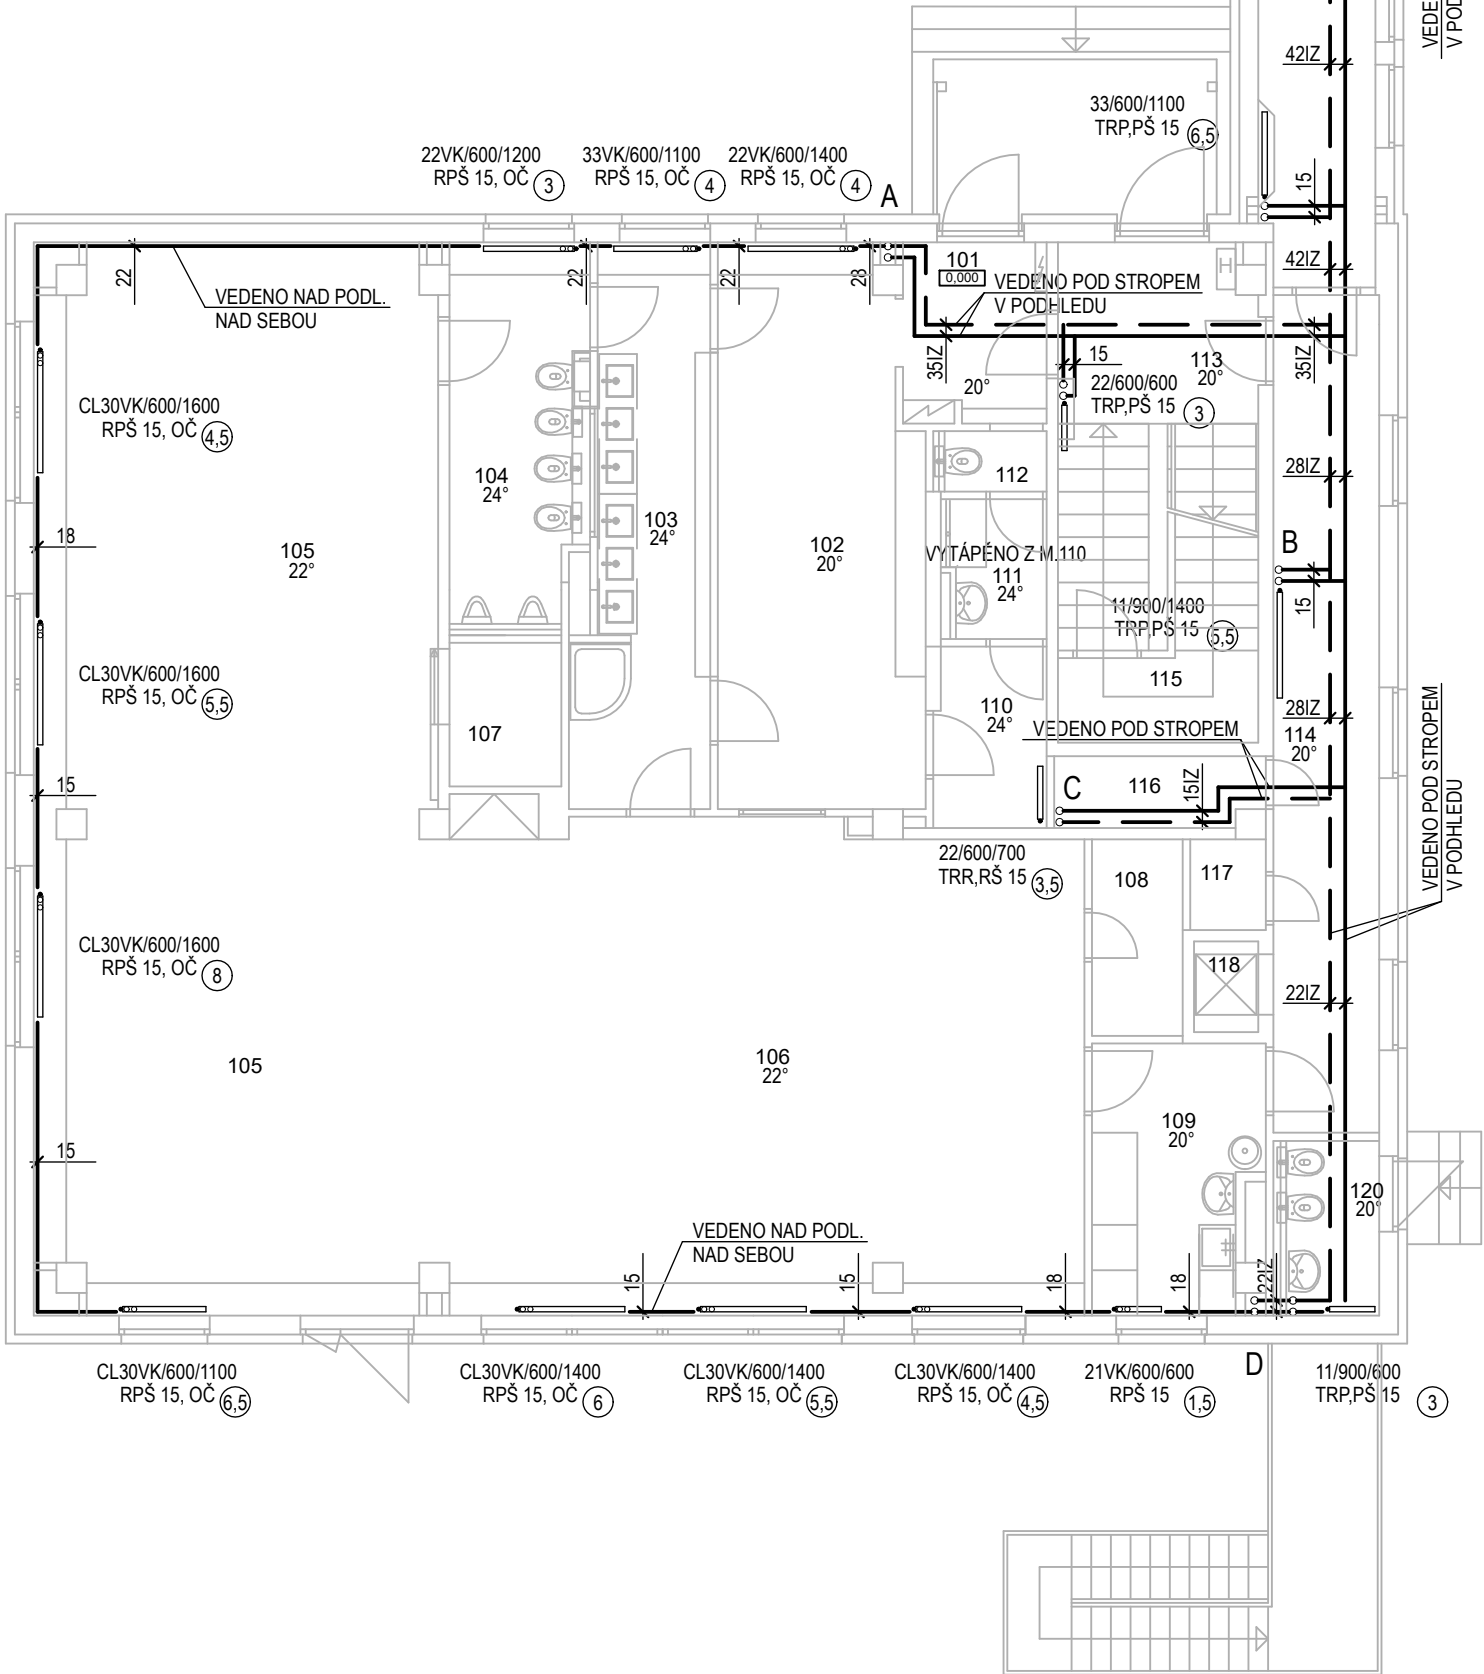 VEDE
V POD
42IZ
33/600/1100
TRP,PŠ 15 6,5
22VK/600/1200
RPŠ 15, OČ 3
33VK/600/1100
RPŠ 15, OČ 4
22VK/600/1400
RPŠ 15, OČ 4
A
15
42IZ
22
22
22
28
101
0,000
VEDENO POD STROPEM
V PODHLEDU
VEDENO NAD PODL.
NAD SEBOU
35IZ
15
113
20°
35IZ
20°
22/600/600
TRP,PŠ 15 3
CL30VK/600/1600
RPŠ 15, OČ 4,5
104
24°
112
28IZ
103
24°
18
105
22°
102
20°
VYTÁPĚNO Z M.110
111
24°
B
15
11/900/1400
TRP,PŠ 15 5,5
CL30VK/600/1600
RPŠ 15, OČ 5,5
115
110
24°
28IZ
107
VEDENO POD STROPEM
114
20°
VEDENO POD STROPEM
V PODHLEDU
15
C
116
15IZ
22/600/700
TRR,RŠ 15 3,5
108
117
CL30VK/600/1600
RPŠ 15, OČ 8
118
22IZ
105
106
22°
109
20°
15
120
20°
VEDENO NAD PODL.
NAD SEBOU
15
15
18
18
22IZ
D
CL30VK/600/1100
RPŠ 15, OČ 6,5
CL30VK/600/1400
RPŠ 15, OČ 6
CL30VK/600/1400
RPŠ 15, OČ 5,5
CL30VK/600/1400
RPŠ 15, OČ 4,5
21VK/600/600
RPŠ 15 1,5
11/900/600
TRP,PŠ 15 3